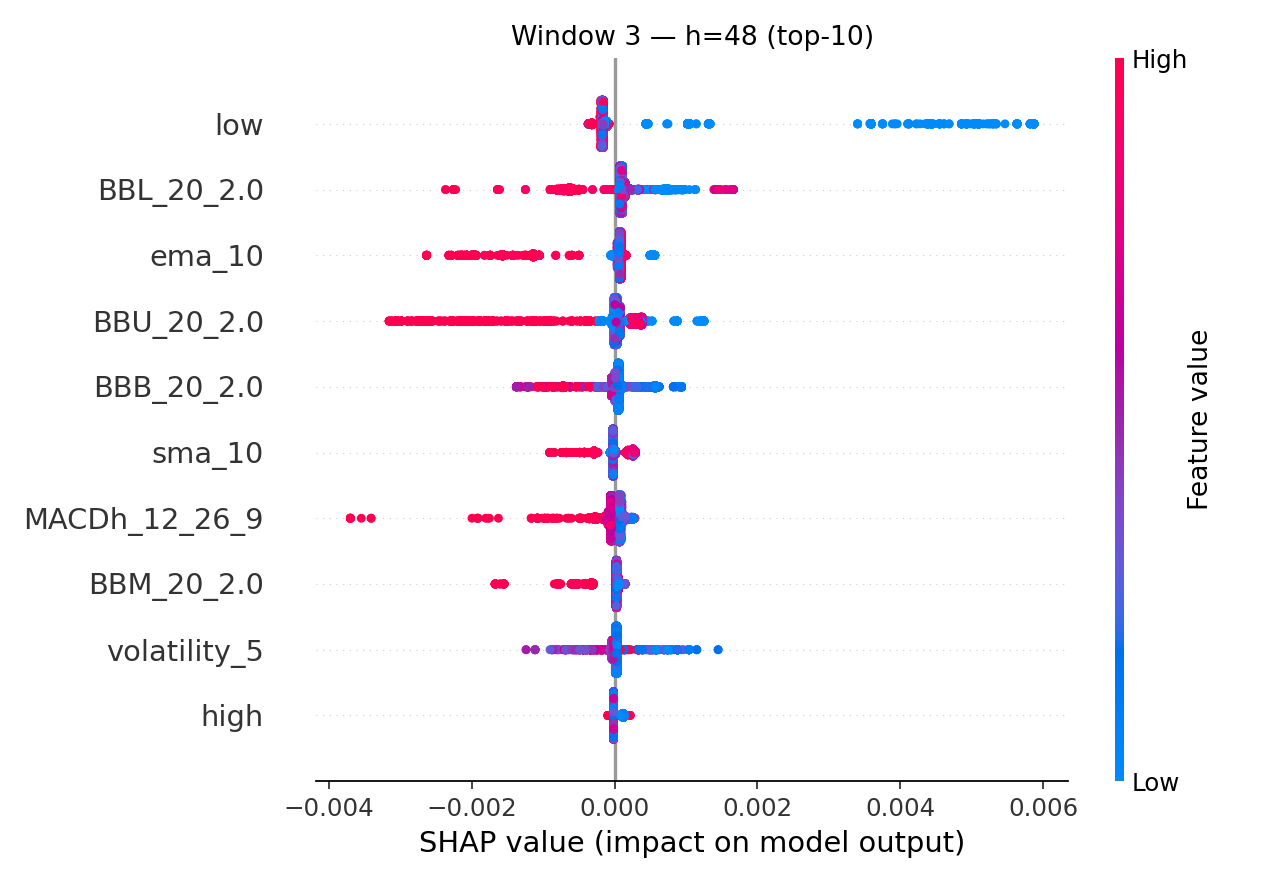 Window 3 — h=48 (top-10)
High
low
BBL_20_2.0
ema_10
BBU_20_2.0
BBB_20_2.0
sma_10
MACDh_12_26_9
BBM_20_2.0
volatility_5
high
Feature value
Low
−0.004 −0.002 0.000 0.002 0.004 0.006
SHAP value (impact on model output)